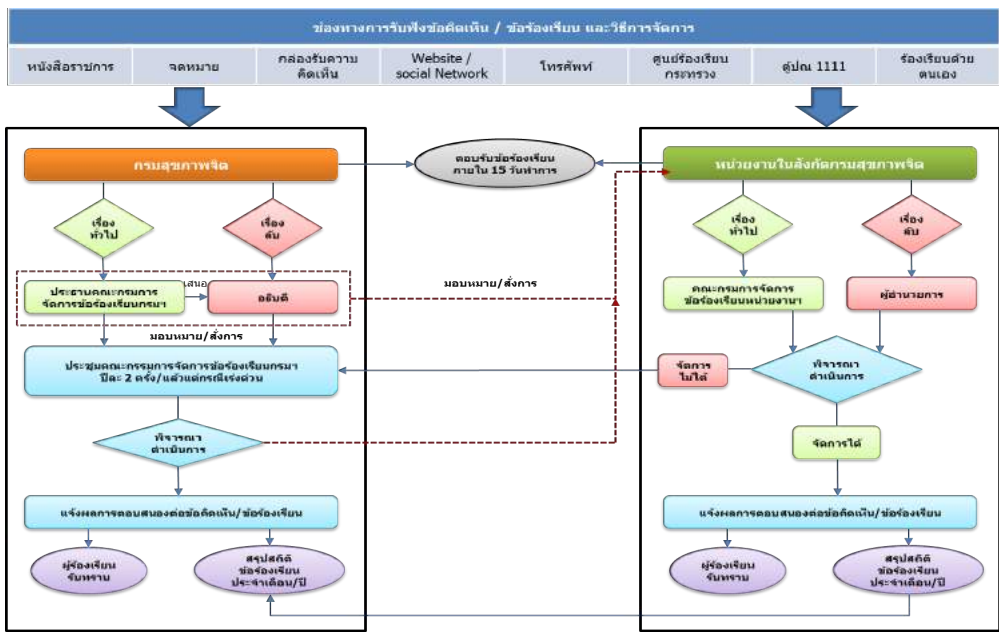 ช่องทางการรับฟังข้อคิดเห็น / ข้อร้องเรียน และวิธีการจัดการ
หนังสือราชการ
จดหมาย
กล่องรับความ
คิดเห็น
Website /
social Network
โทรศัพท์
ศูนย์ร้องเรียน
กระทรวง
ตู้ปณ 1111
ร้องเรียนด้วย
ตนเอง
กรมสุขภาพจิต
ตอบรับข้อร้องเรียน
ภายใน 15 วันทำการ
หน่วยงานในสังกัดกรมสุขภาพจิต
เรื่อง
ทั่วไป
เรื่อง
ลับ
เรื่อง
ทั่วไป
เรื่อง
ลับ
ประธานคณะกรมการ
จัดการข้อร้องเรียนกรมฯ
เสนอ
อธิบดี
มอบหมาย/สั่งการ
คณะกรมการจัดการ
ข้อร้องเรียนหน่วยงานฯ
ผู้อำนวยการ
มอบหมาย/สั่งการ
ประชุมคณะกรรมการจัดการข้อร้องเรียนกรมฯ
ปีละ 2 ครั้ง/แล้วแต่กรณีเร่งด่วน
จัดการ
ไม่ได้
พิจารณา
ดำเนินการ
พิจารณา
ดำเนินการ
จัดการได้
แจ้งผลการตอบสนองต่อข้อคิดเห็น/ข้อร้องเรียน
แจ้งผลการตอบสนองต่อข้อคิดเห็น/ข้อร้องเรียน
ผู้ร้องเรียน
รับทราบ
สรุปสถิติ
ข้อร้องเรียน
ประจำเดือน/ปี
ผู้ร้องเรียน
รับทราบ
สรุปสถิติ
ข้อร้องเรียน
ประจำเดือน/ปี